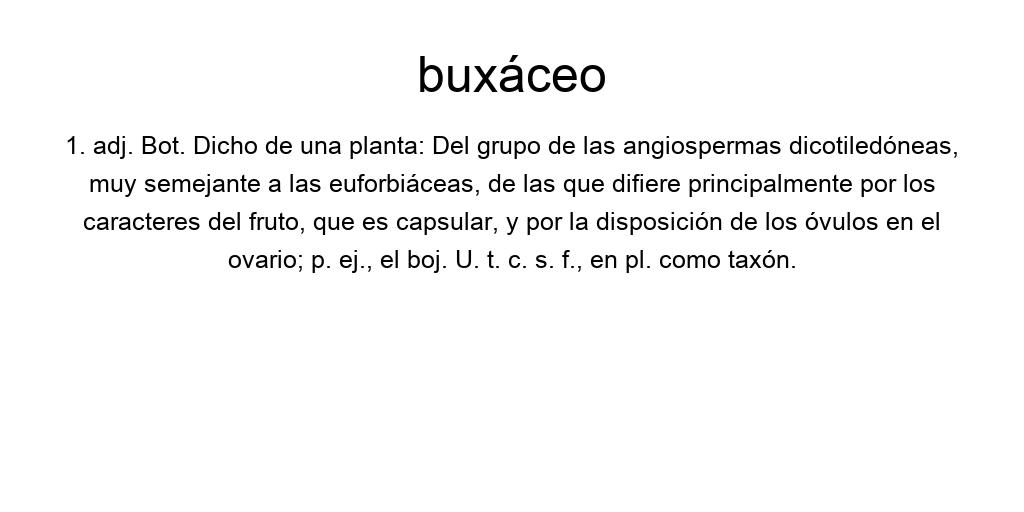 buxáceo
1. adj. Bot. Dicho de una planta: Del grupo de las angiospermas dicotiledóneas,
muy semejante a las euforbiáceas, de las que difiere principalmente por los
caracteres del fruto, que es capsular, y por la disposición de los óvulos en el
ovario; p. ej., el boj. U. t. c. s. f., en pl. como taxón.